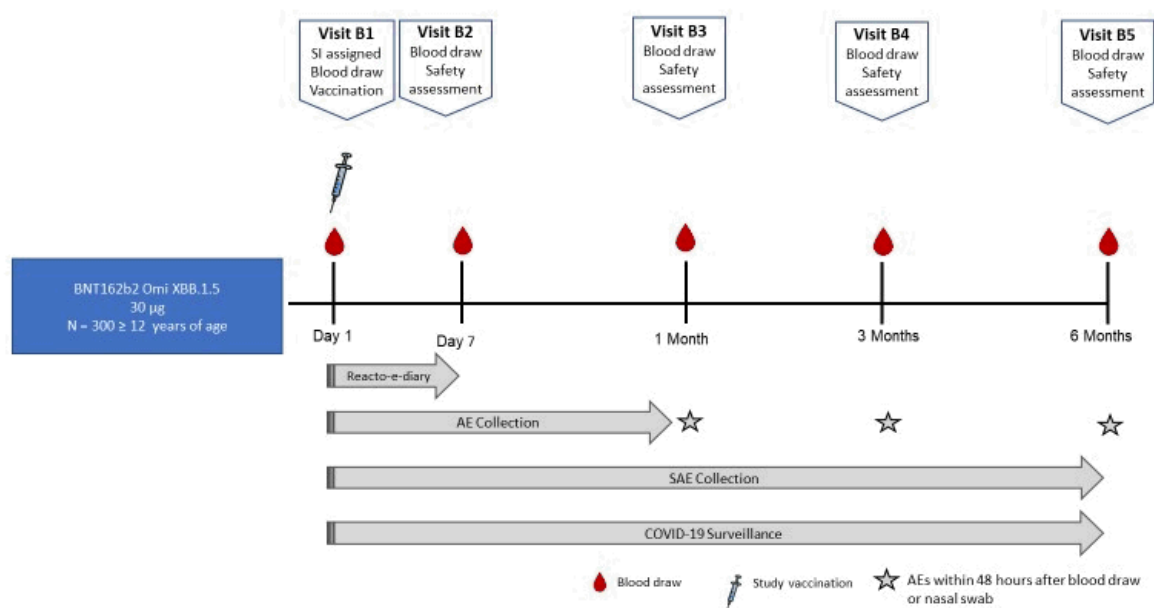 Visit B1
SI assigned
Blood draw
Vaccination
Visit B2
Blood draw
Safety
assessment
Visit B3
Blood draw
Safety
assessment
Visit B4
Blood draw
Safety
assessment
Visit B5
Blood draw
Safety
assessment
BNT162b2 Omi XBB.1.5
30 µg
N = 300 ≥ 12 years of age
Day 1
Day 7
1 Month
3 Months
6 Months
Reacto-e-diary
AE Collection
SAE Collection
COVID-19 Surveillance
Blood draw
Study vaccination
AEs within 48 hours after blood draw
or nasal swab